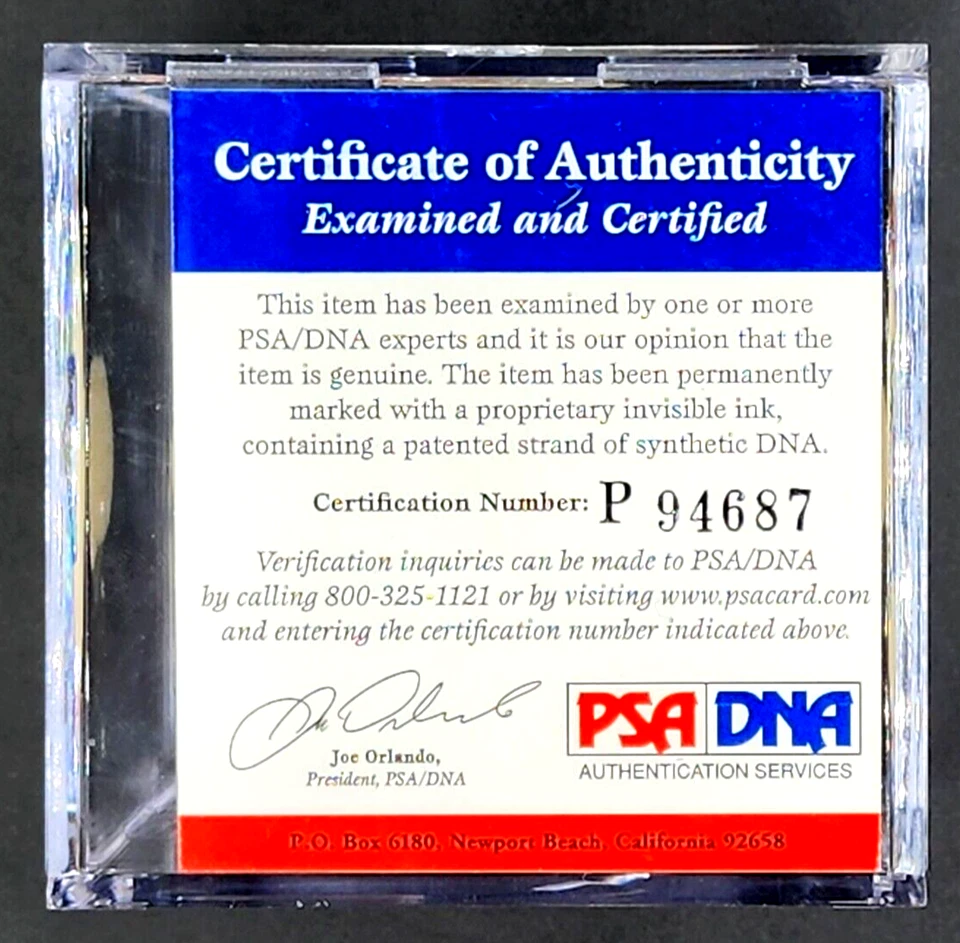 Certificate of Authenticity
Examined and Certified
This item has been examined by one or more
PSA/DNA experts and it is our opinion that the
item is genuine. The item has been permanently
marked with a proprietary invisible ink,
containing a patented strand of synthetic DNA.
Certification Number: P 94687
Verification inquiries can be made to PSA/DNA
by calling 800-325-1121 or by visiting www.psacard.com
and entering the certification number indicated above.
Joe Orlando
Joe Orlando,
President, PSA/DNA
PSA DNA
AUTHENTICATION SERVICES
P.O. Box 6180, Newport Beach, California 92658